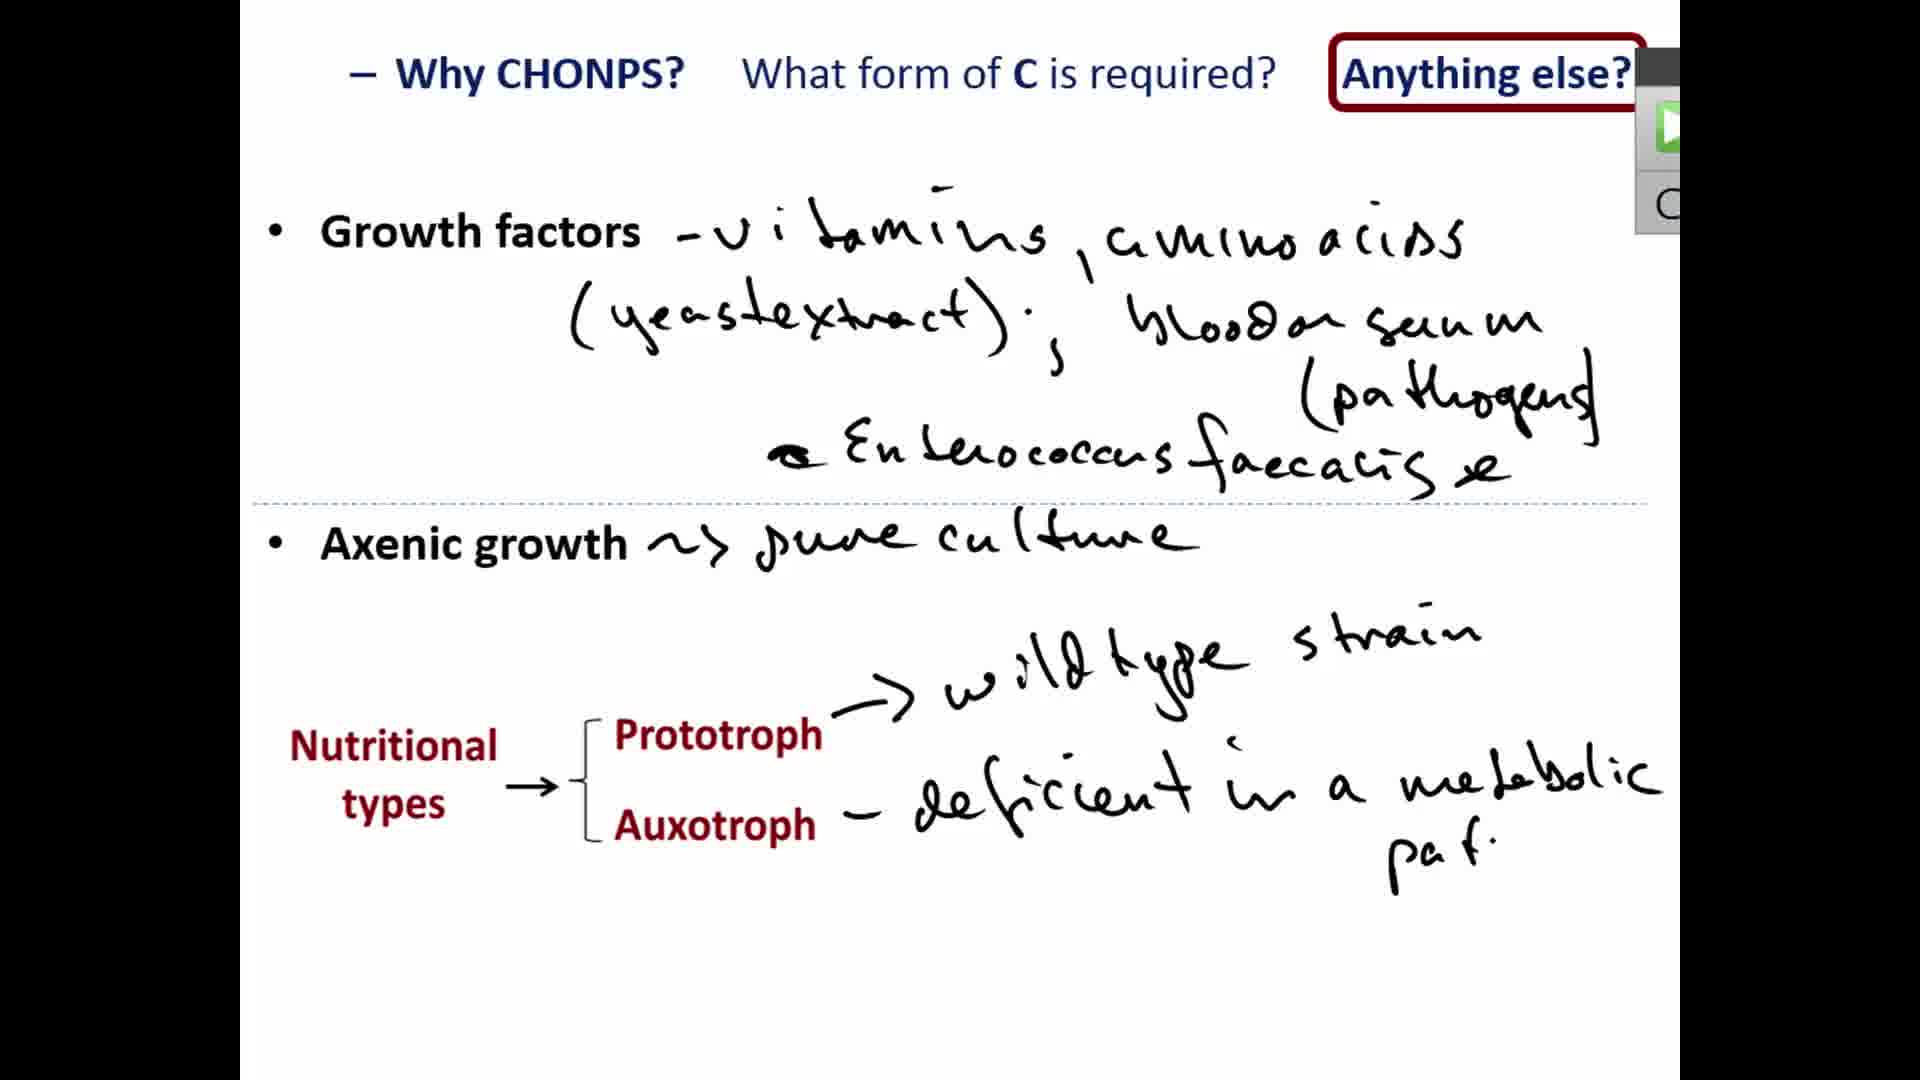 – Why CHONPS? What form of C is required? Anything else?
• Growth factors - vitamins, amino acids
(yeast extract); blood or serum
(pathogens)
- Enterococcus faecalis
• Axenic growth ~> pure culture
→ wild type strain
Nutritional types → Prototroph
Auxotroph – deficient in a metabolic
pat.